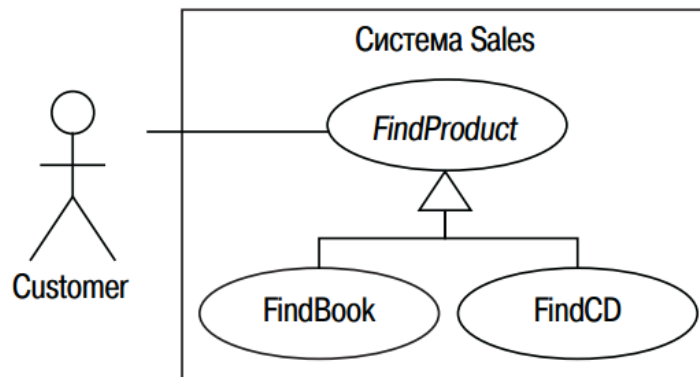 Система Sales
FindProduct
Customer
FindBook
FindCD